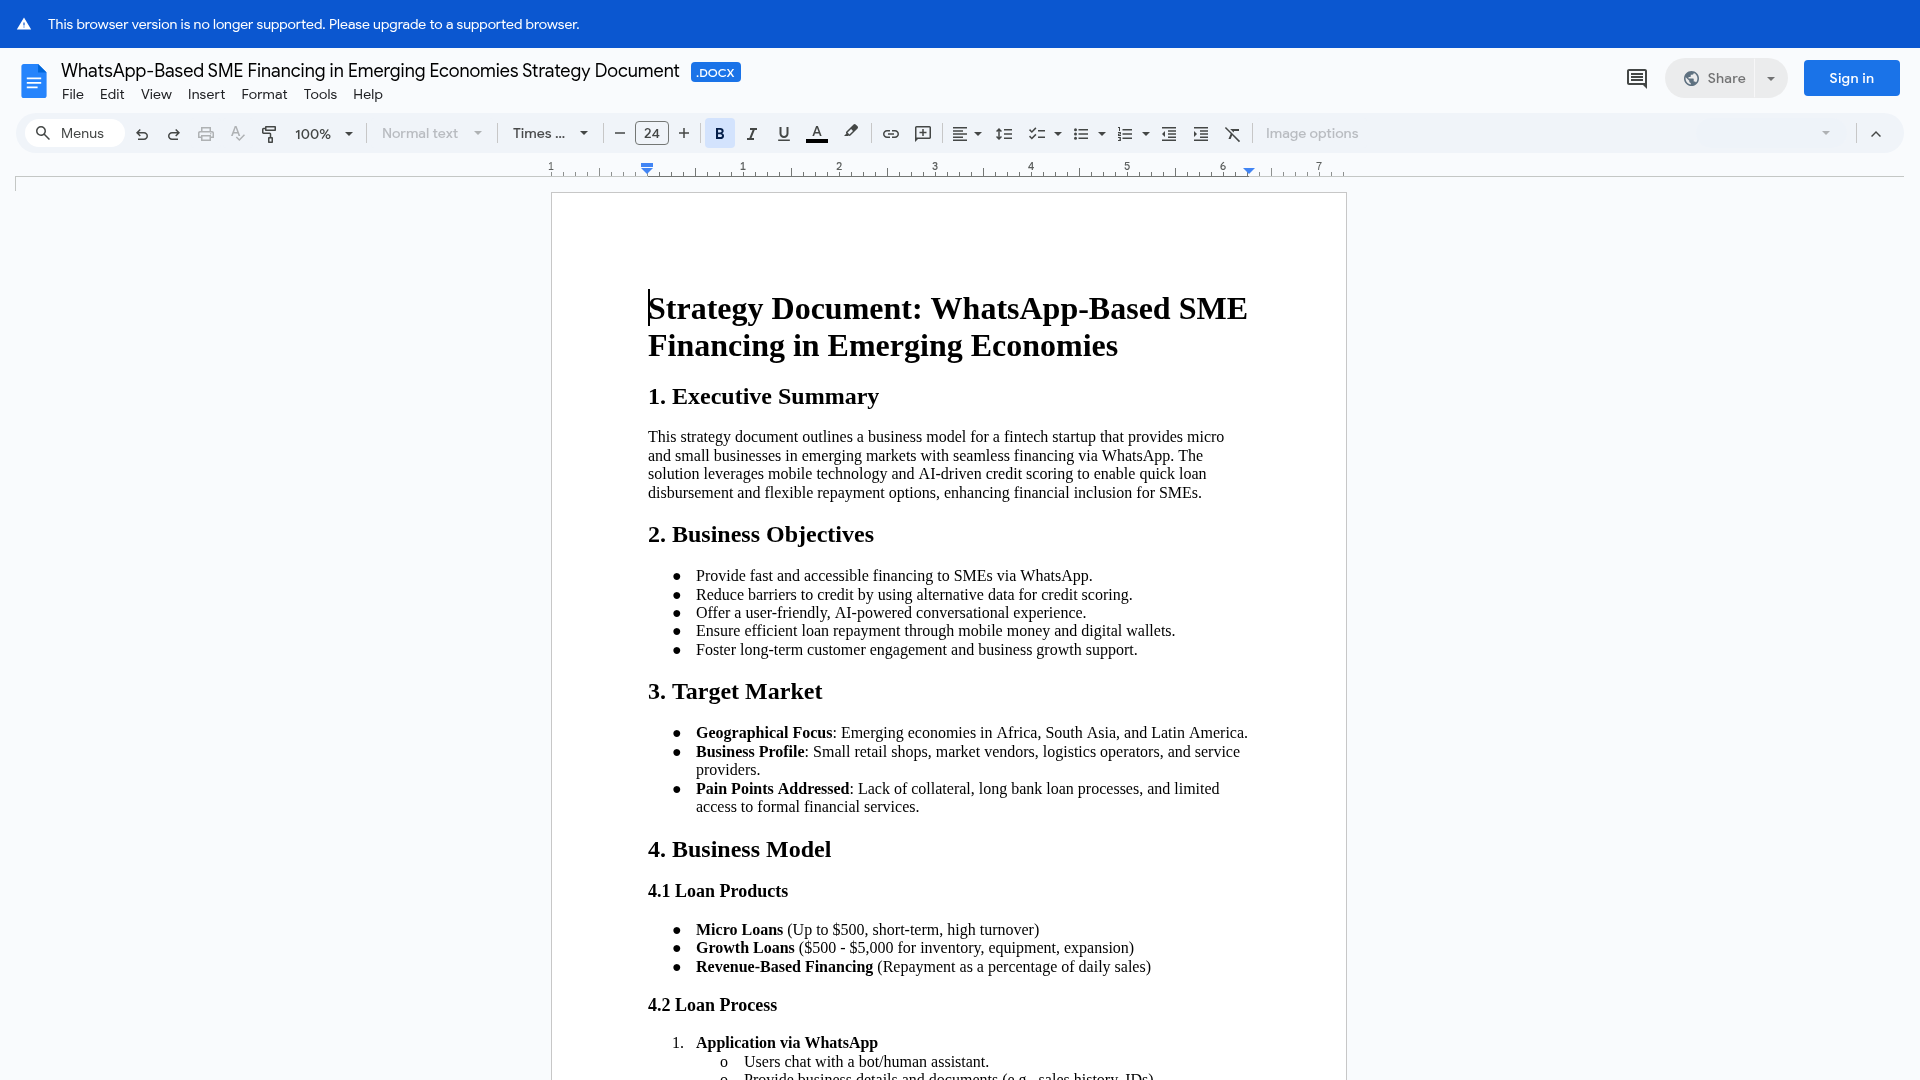 This browser version is no longer supported. Please upgrade to a supported browser.
WhatsApp-Based SME Financing in Emerging Economies Strategy Document .DOCX
File Edit View Insert Format Tools Help
Share
Sign in
Menus 100% Normal text Times ... 24 Image options
1 1 2 3 4 5 6 7
Strategy Document: WhatsApp-Based SME
Financing in Emerging Economies
1. Executive Summary
This strategy document outlines a business model for a fintech startup that provides micro
and small businesses in emerging markets with seamless financing via WhatsApp. The
solution leverages mobile technology and AI-driven credit scoring to enable quick loan
disbursement and flexible repayment options, enhancing financial inclusion for SMEs.
2. Business Objectives
● Provide fast and accessible financing to SMEs via WhatsApp.
● Reduce barriers to credit by using alternative data for credit scoring.
● Offer a user-friendly, AI-powered conversational experience.
● Ensure efficient loan repayment through mobile money and digital wallets.
● Foster long-term customer engagement and business growth support.
3. Target Market
● Geographical Focus: Emerging economies in Africa, South Asia, and Latin America.
● Business Profile: Small retail shops, market vendors, logistics operators, and service
providers.
● Pain Points Addressed: Lack of collateral, long bank loan processes, and limited
access to formal financial services.
4. Business Model
4.1 Loan Products
● Micro Loans (Up to $500, short-term, high turnover)
● Growth Loans ($500 - $5,000 for inventory, equipment, expansion)
● Revenue-Based Financing (Repayment as a percentage of daily sales)
4.2 Loan Process
1. Application via WhatsApp
o Users chat with a bot/human assistant.
o Provide business details and documents (e.g., sales history, IDs).